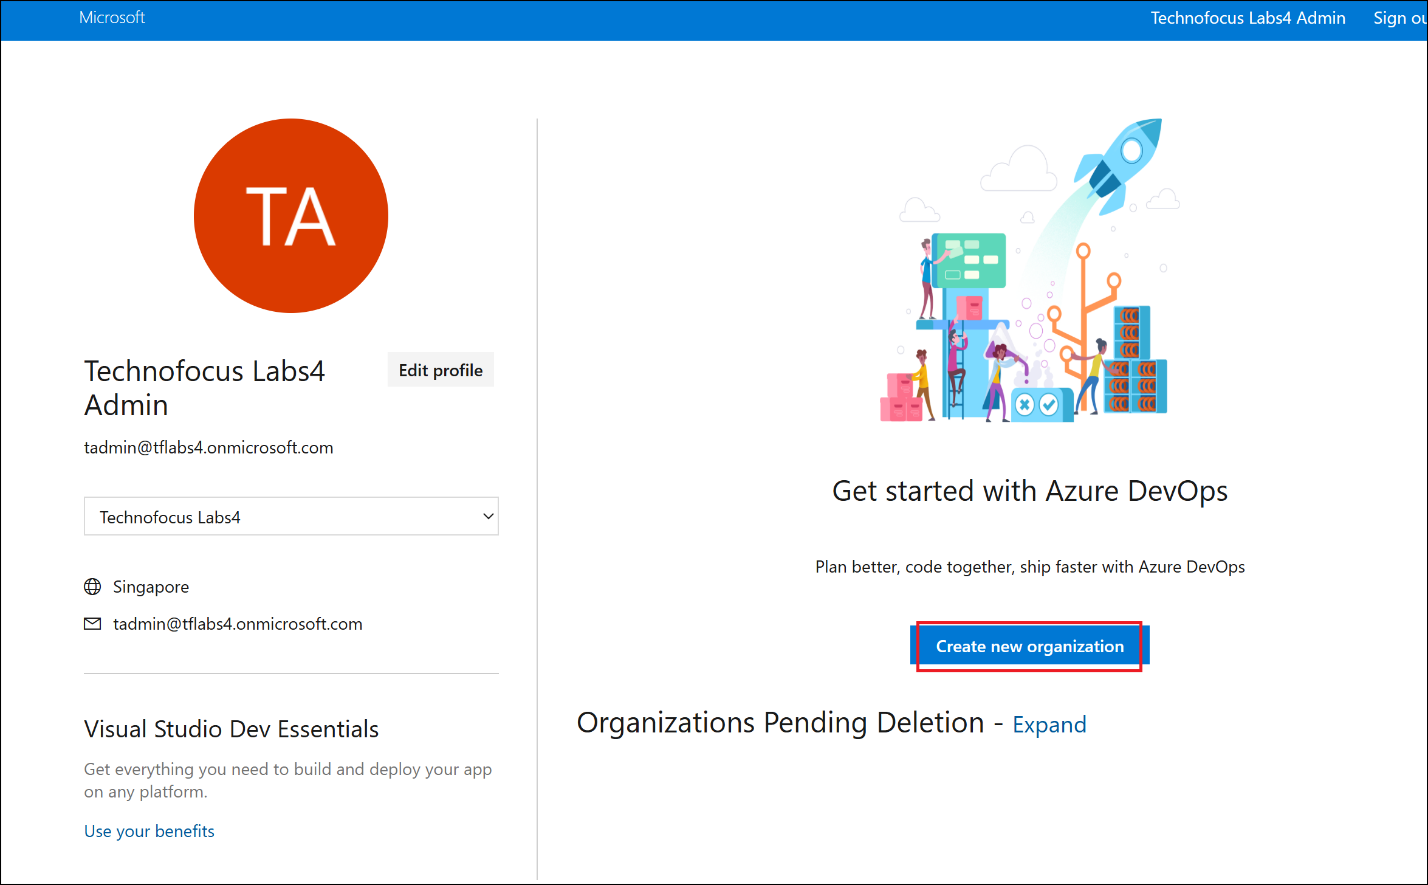 Microsoft
Technofocus Labs4 Admin
Sign ou
TA
Technofocus Labs4
Admin
Edit profile
tadmin@tflabs4.onmicrosoft.com
Technofocus Labs4
Singapore
tadmin@tflabs4.onmicrosoft.com
Visual Studio Dev Essentials
Get everything you need to build and deploy your app
on any platform.
Use your benefits
Get started with Azure DevOps
Plan better, code together, ship faster with Azure DevOps
Create new organization
Organizations Pending Deletion - Expand